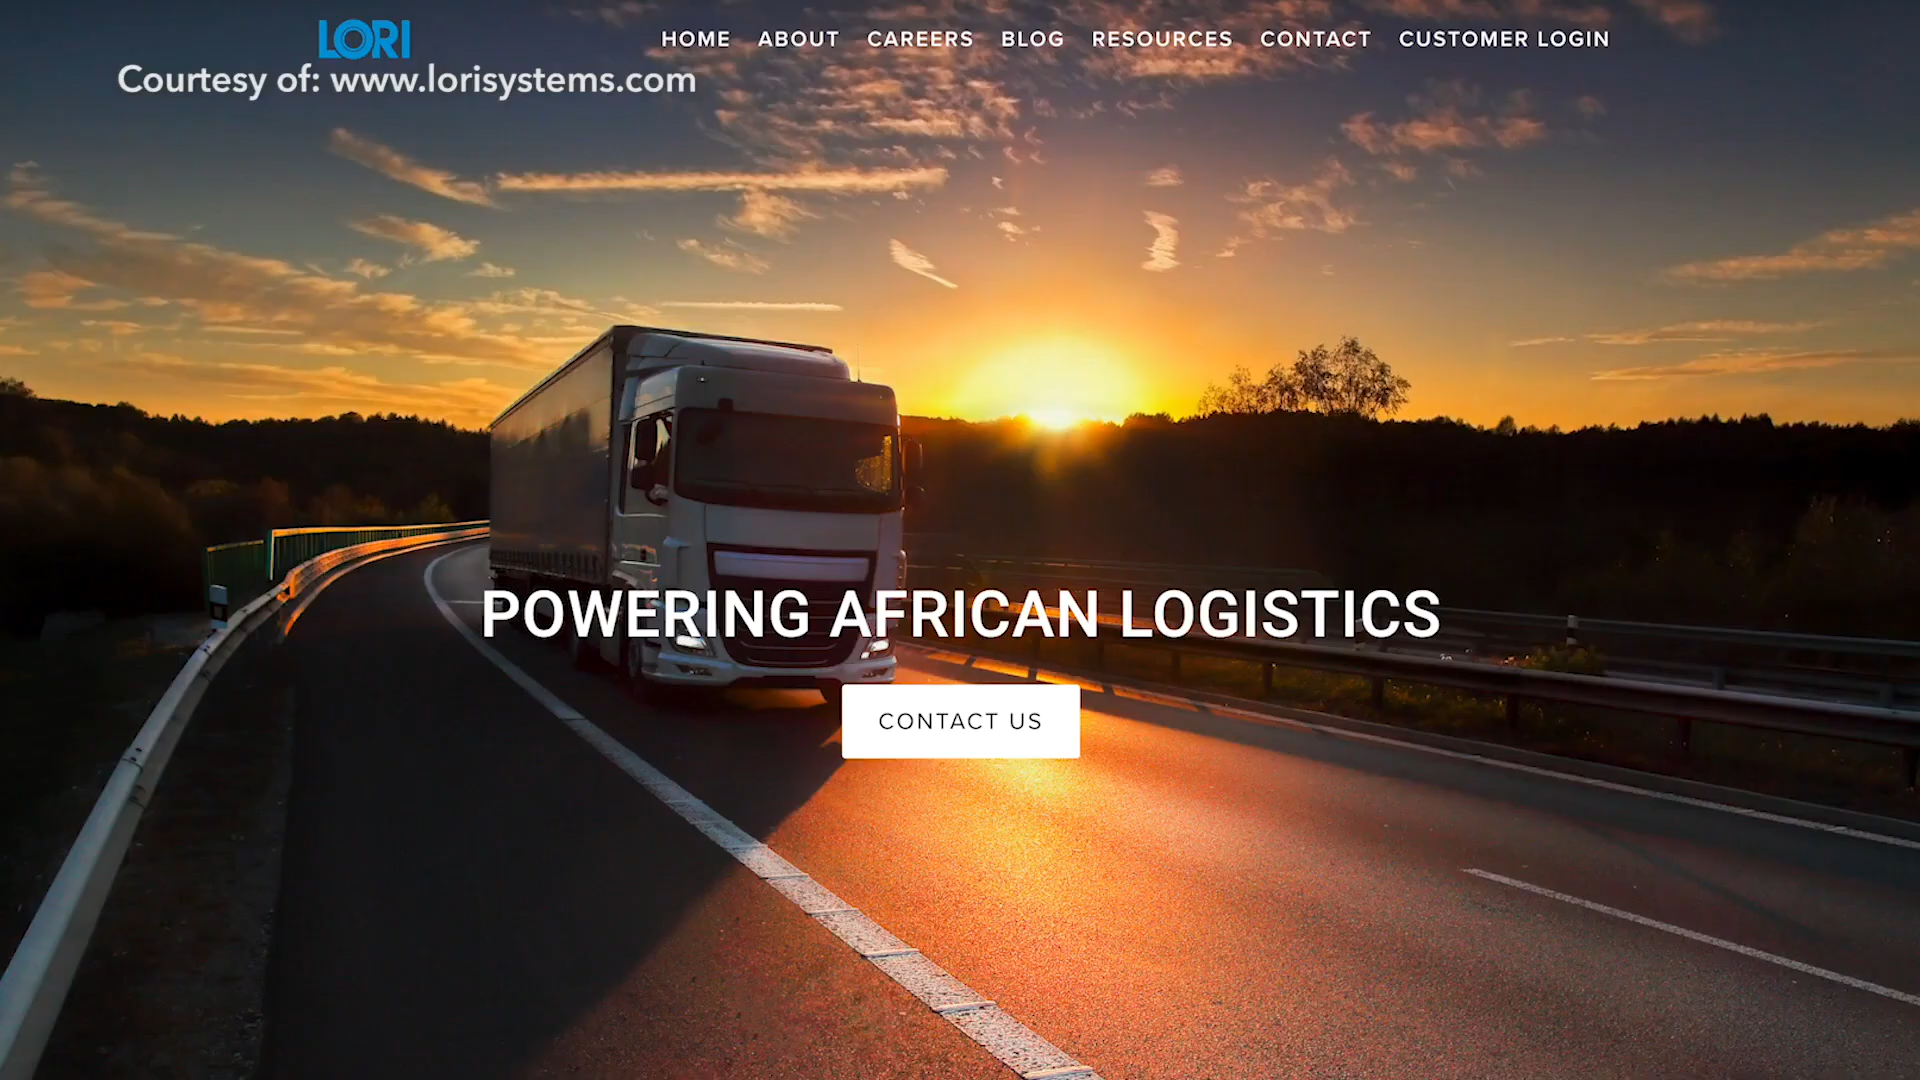 LORI
HOME ABOUT CAREERS BLOG RESOURCES CONTACT CUSTOMER LOGIN
Courtesy of: www.lorisystems.com
POWERING AFRICAN LOGISTICS
CONTACT US